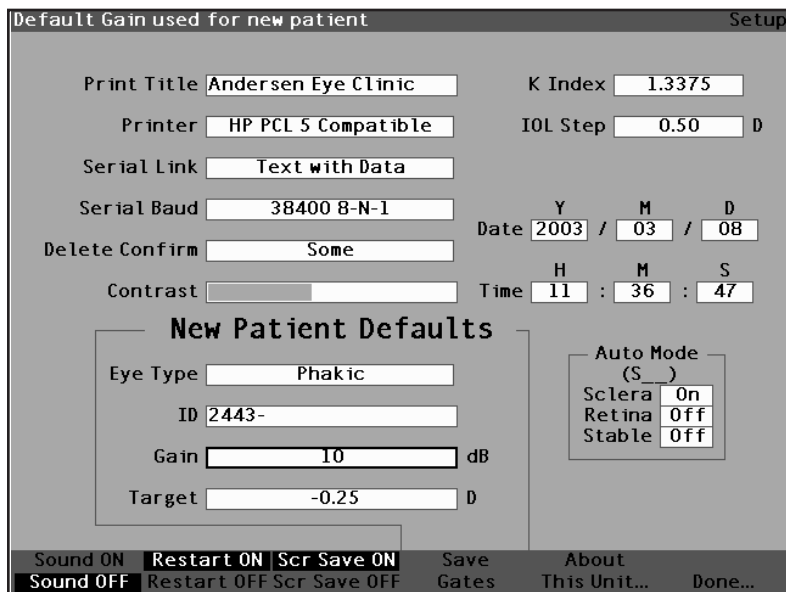 Default Gain used for new patient Setup
Print Title Andersen Eye Clinic K Index 1.3375
Printer HP PCL 5 Compatible IOL Step 0.50 D
Serial Link Text with Data
Serial Baud 38400 8-N-1
Y M D
Date 2003 / 03 / 08
Delete Confirm Some
H M S
Contrast Time 11 : 36 : 47
New Patient Defaults
Auto Mode
(S__)
Eye Type Phakic
Sclera On
ID 2443-
Retina Off
Stable Off
Gain 10 dB
Target -0.25 D
Sound ON Restart ON Scr Save ON Save About
Sound OFF Restart OFF Scr Save OFF Gates This Unit... Done...